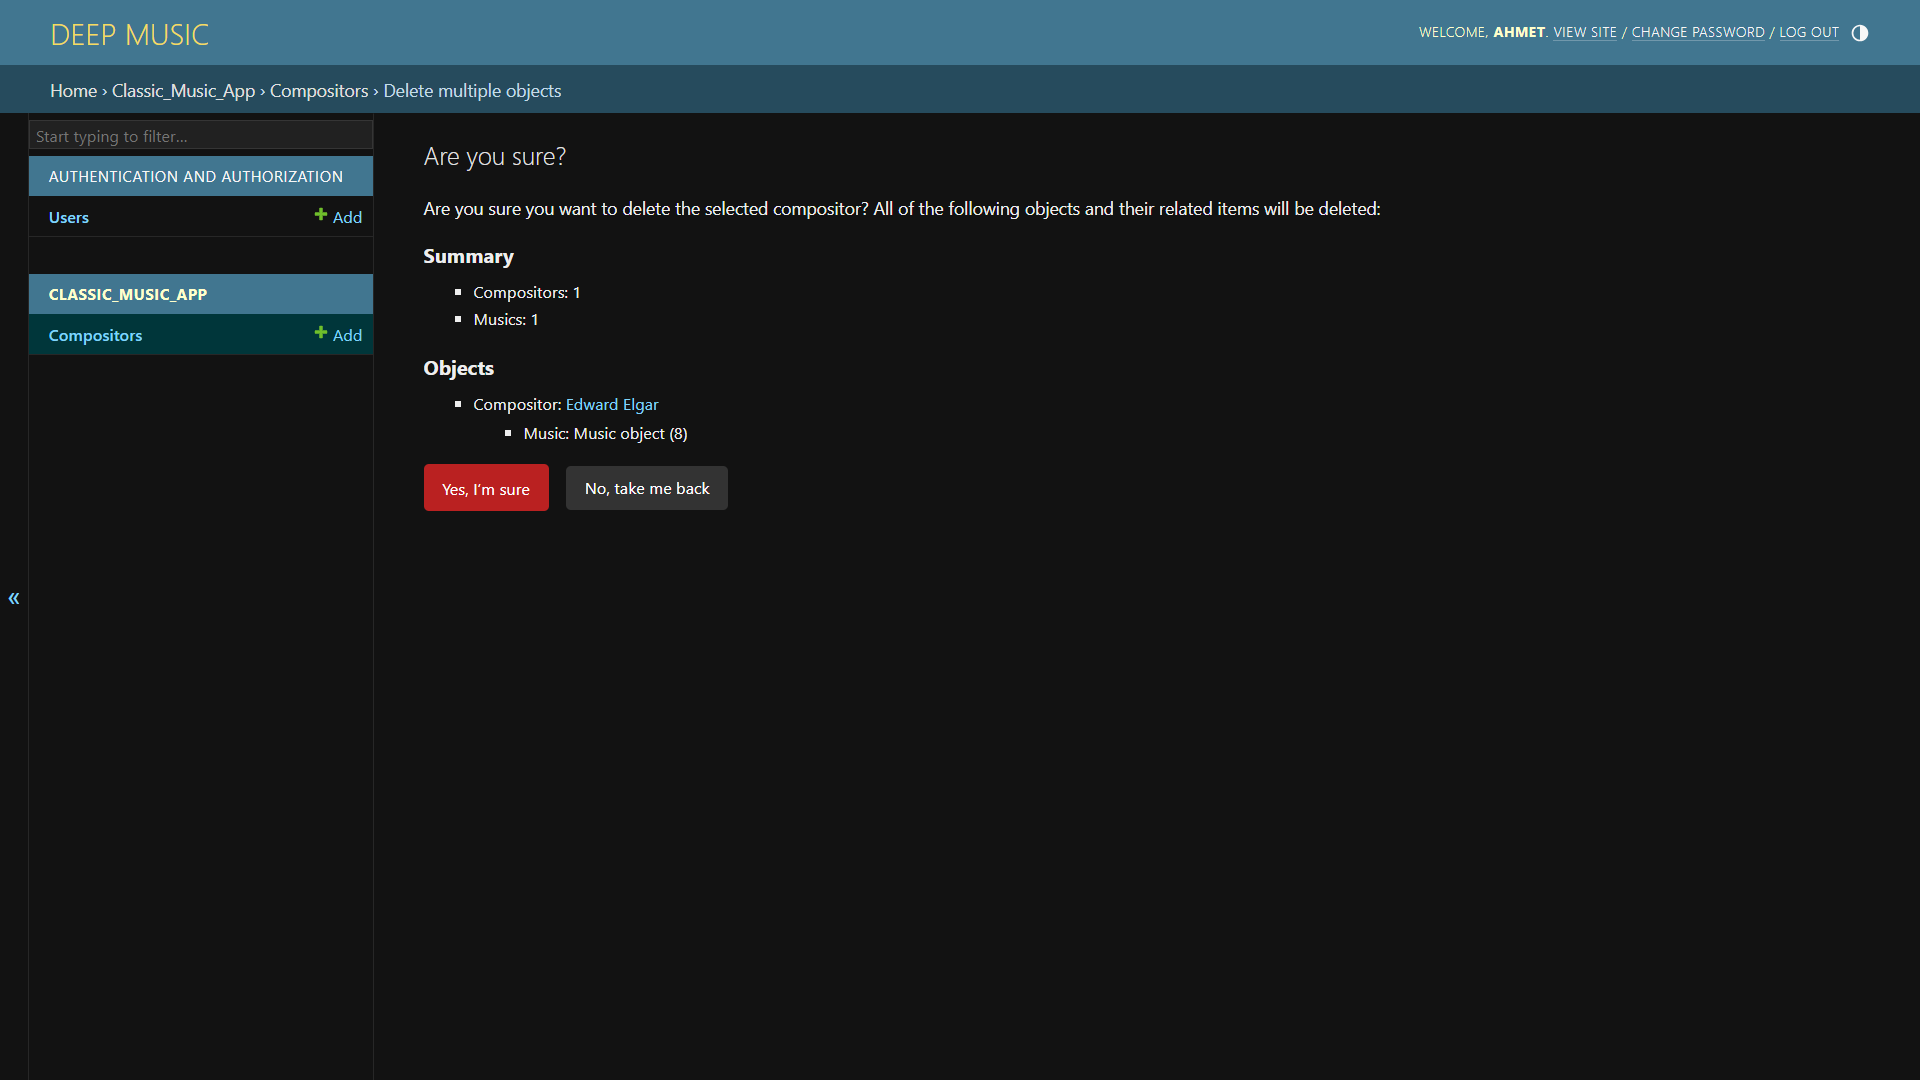 DEEP MUSIC
WELCOME, AHMET. VIEW SITE / CHANGE PASSWORD / LOG OUT
Home › Classic_Music_App › Compositors › Delete multiple objects
Start typing to filter...
AUTHENTICATION AND AUTHORIZATION
Users
Add
CLASSIC_MUSIC_APP
Compositors
Add
«
Are you sure?
Are you sure you want to delete the selected compositor? All of the following objects and their related items will be deleted:
Summary
Compositors: 1
Musics: 1
Objects
Compositor: Edward Elgar
Music: Music object (8)
Yes, I’m sure
No, take me back